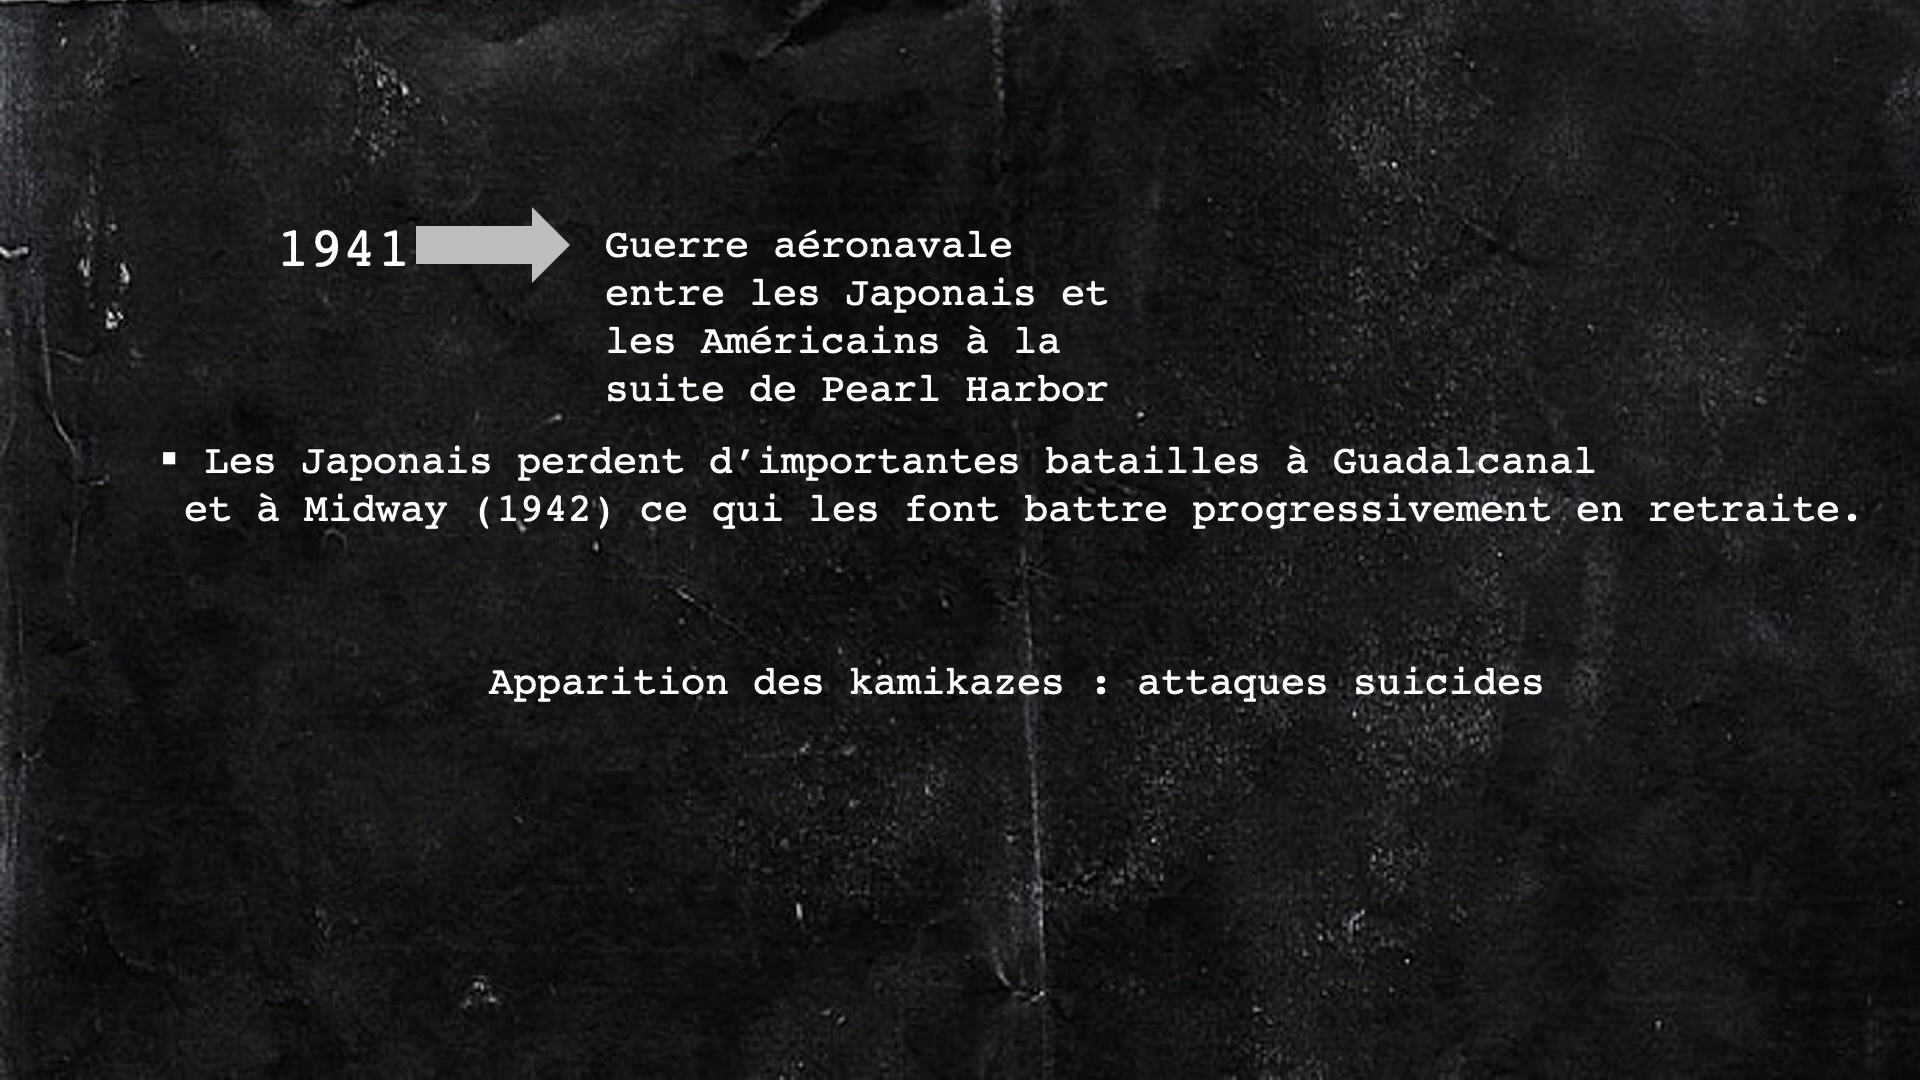 1941
Guerre aéronavale
entre les Japonais et
les Américains à la
suite de Pearl Harbor
▪ Les Japonais perdent d’importantes batailles à Guadalcanal
et à Midway (1942) ce qui les font battre progressivement en retraite.
Apparition des kamikazes : attaques suicides